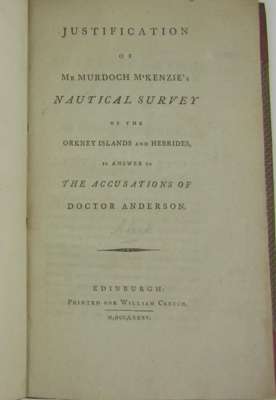 JUSTIFICATION
OF
Mr MURDOCH McKENZIE's
NAUTICAL SURVEY
OF THE
ORKNEY ISLANDS AND HEBRIDES,
IN ANSWER TO
THE ACCUSATIONS OF
DOCTOR ANDERSON.
EDINBURGH:
PRINTED FOR WILLIAM CREECH.
M,DCC,LXXXV.